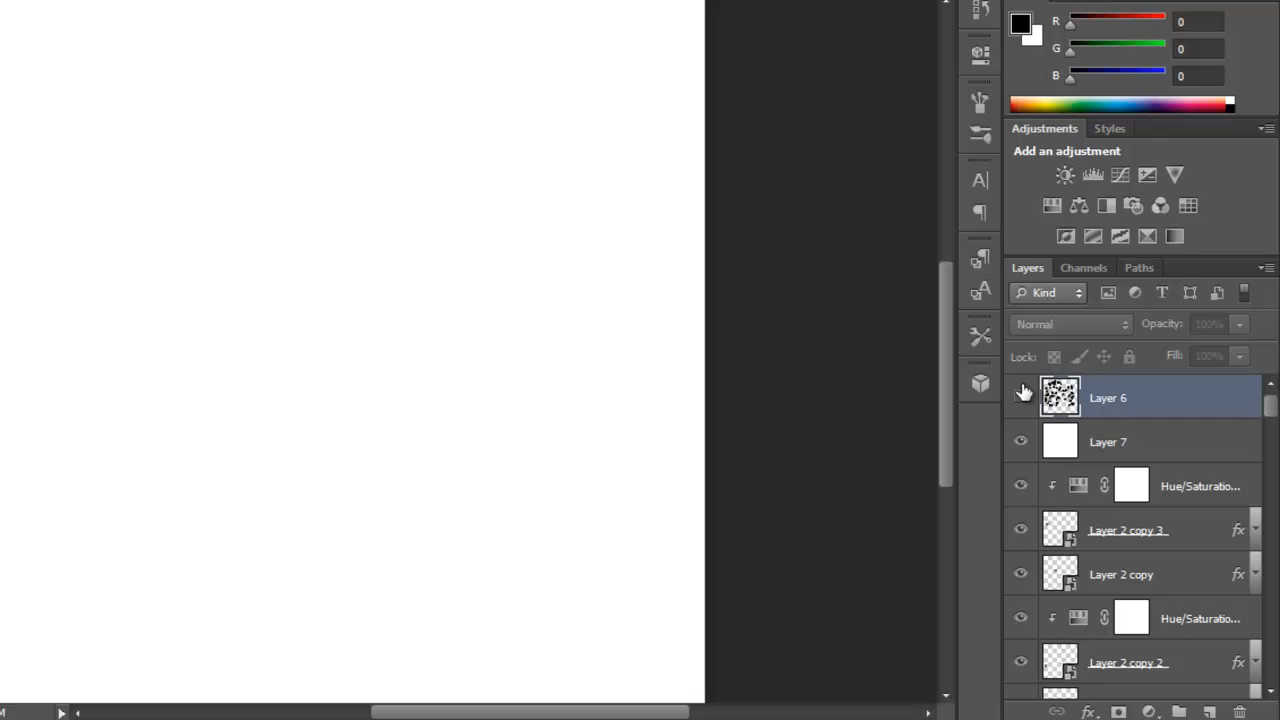 R 0
G 0
B 0
Adjustments Styles
Add an adjustment
Layers Channels Paths
Kind
Normal Opacity: 100%
Lock: Fill: 100%
Layer 6
Layer 7
Hue/Saturatio...
Layer 2 copy 3 fx
Layer 2 copy fx
Hue/Saturatio...
Layer 2 copy 2 fx
M fx